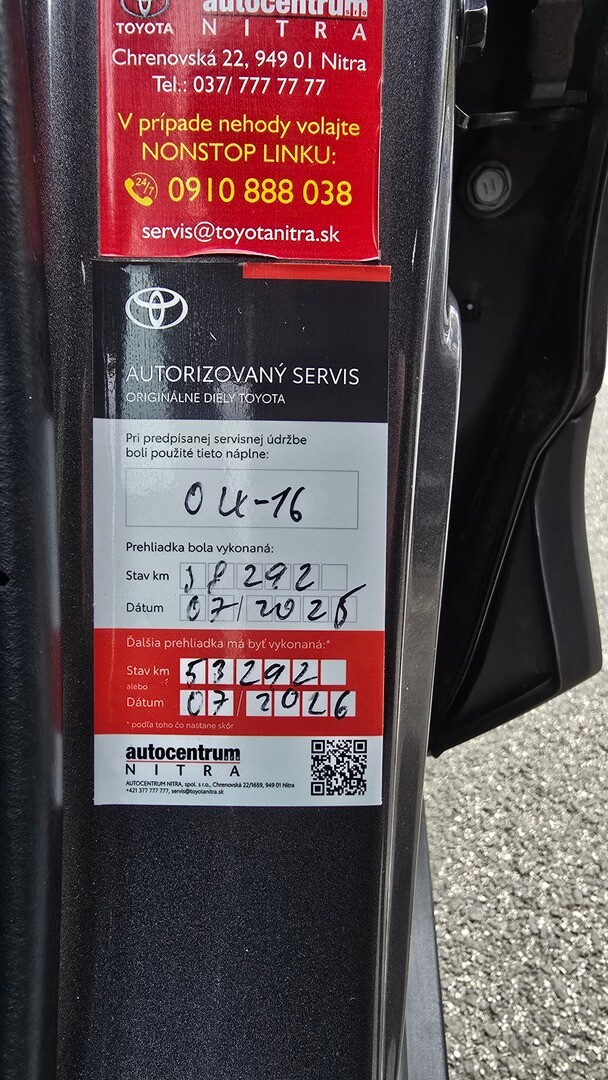 TOYOTA
autocentrum
NITRA
Chrenovská 22, 949 01 Nitra
Tel.: 037/ 777 77 77
V prípade nehody volajte
NONSTOP LINKU:
24/7 0910 888 038
servis@toyotanitra.sk
AUTORIZOVANÝ SERVIS
ORIGINÁLNE DIELY TOYOTA
Pri predpísanej servisnej údržbe
boli použité tieto náplne:
0W-16
Prehliadka bola vykonaná:
Stav km 38292
Dátum 07/2025
Ďalšia prehliadka má byť vykonaná:*
Stav km 53292
alebo
Dátum 07/2026
* podľa toho čo nastane skôr
autocentrum
NITRA
AUTOCENTRUM NITRA, spol. s r.o., Chrenovská 22/1659, 949 01 Nitra
+421 377 777 777, servis@toyotanitra.sk